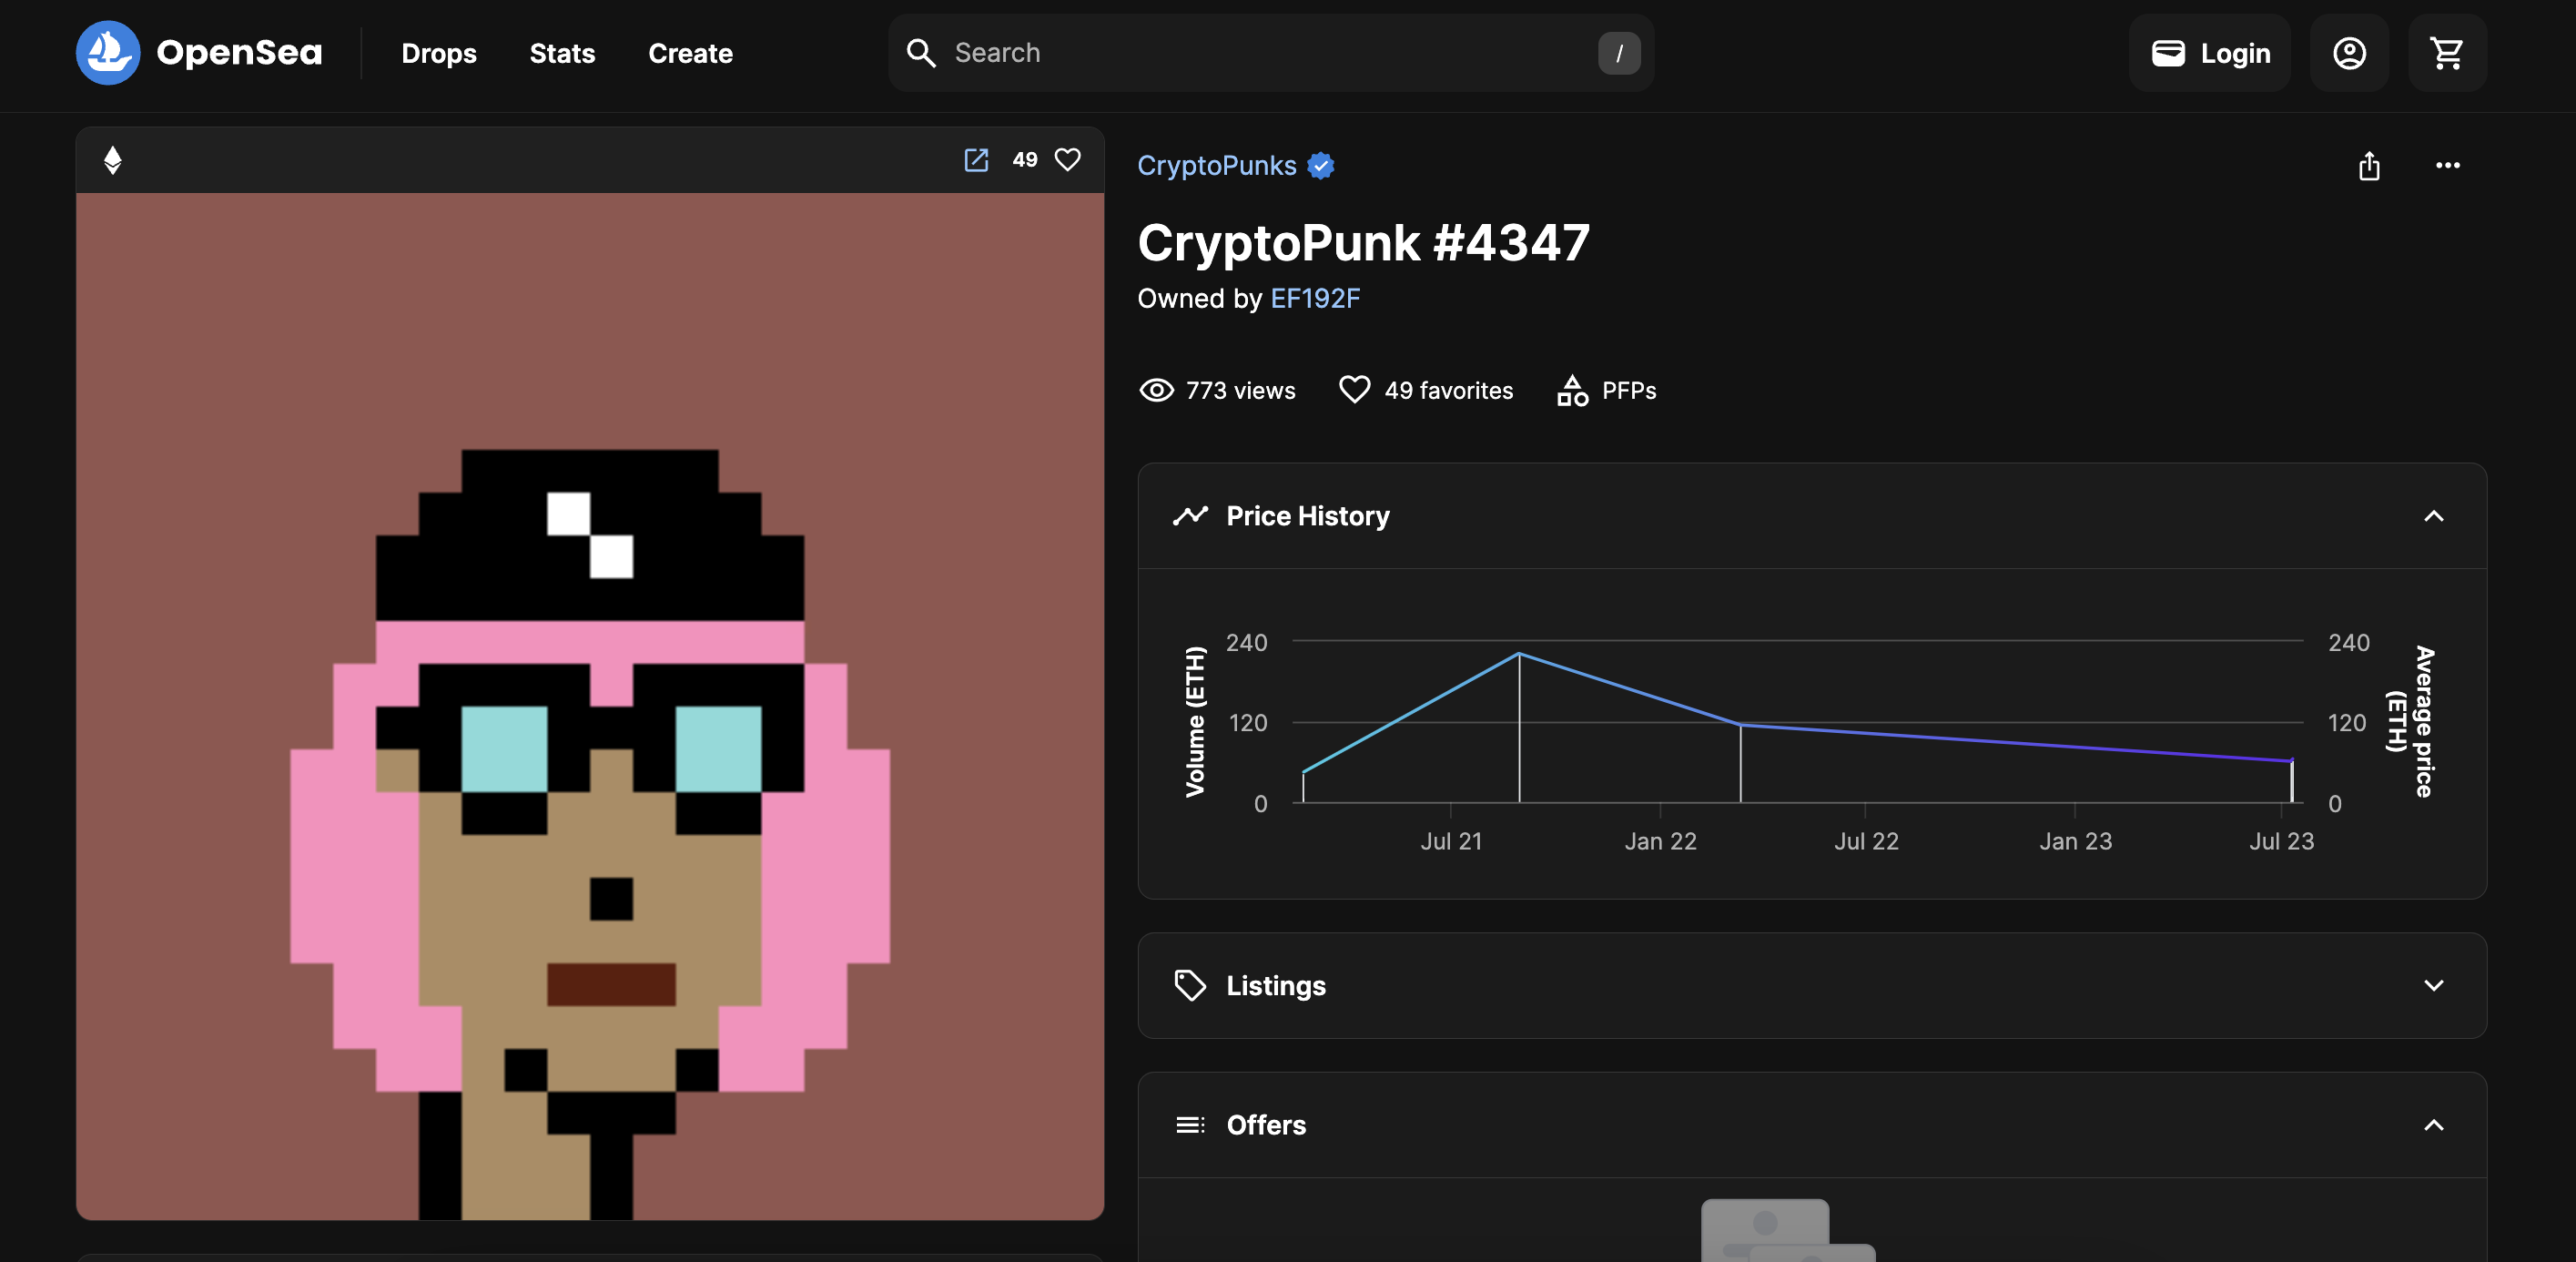 OpenSea
Drops
Stats
Create
Search
/
Login
49
CryptoPunks
CryptoPunk #4347
Owned by EF192F
773 views
49 favorites
PFPs
Price History
Volume (ETH)
240
120
0
240
120
0
Average price
(ETH)
Jul 21
Jan 22
Jul 22
Jan 23
Jul 23
Listings
Offers